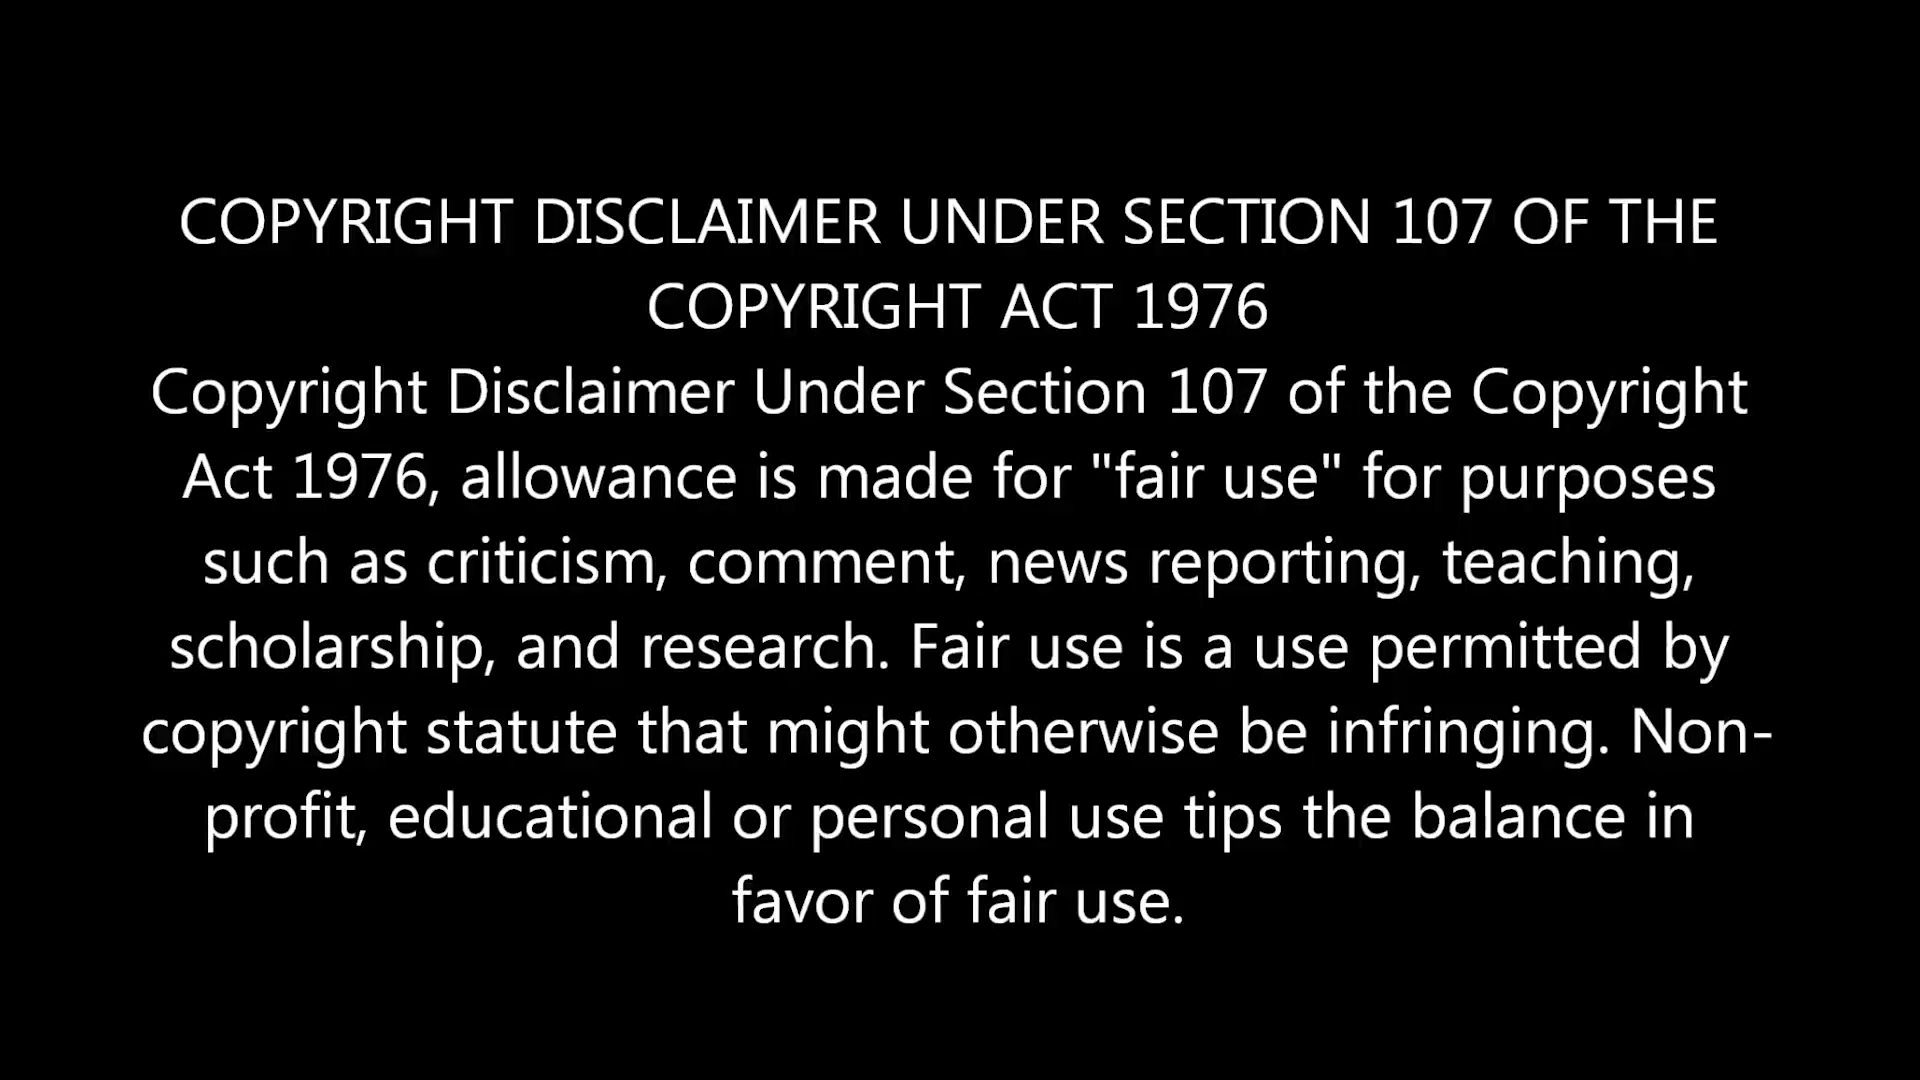 COPYRIGHT DISCLAIMER UNDER SECTION 107 OF THE
COPYRIGHT ACT 1976
Copyright Disclaimer Under Section 107 of the Copyright
Act 1976, allowance is made for "fair use" for purposes
such as criticism, comment, news reporting, teaching,
scholarship, and research. Fair use is a use permitted by
copyright statute that might otherwise be infringing. Non-
profit, educational or personal use tips the balance in
favor of fair use.